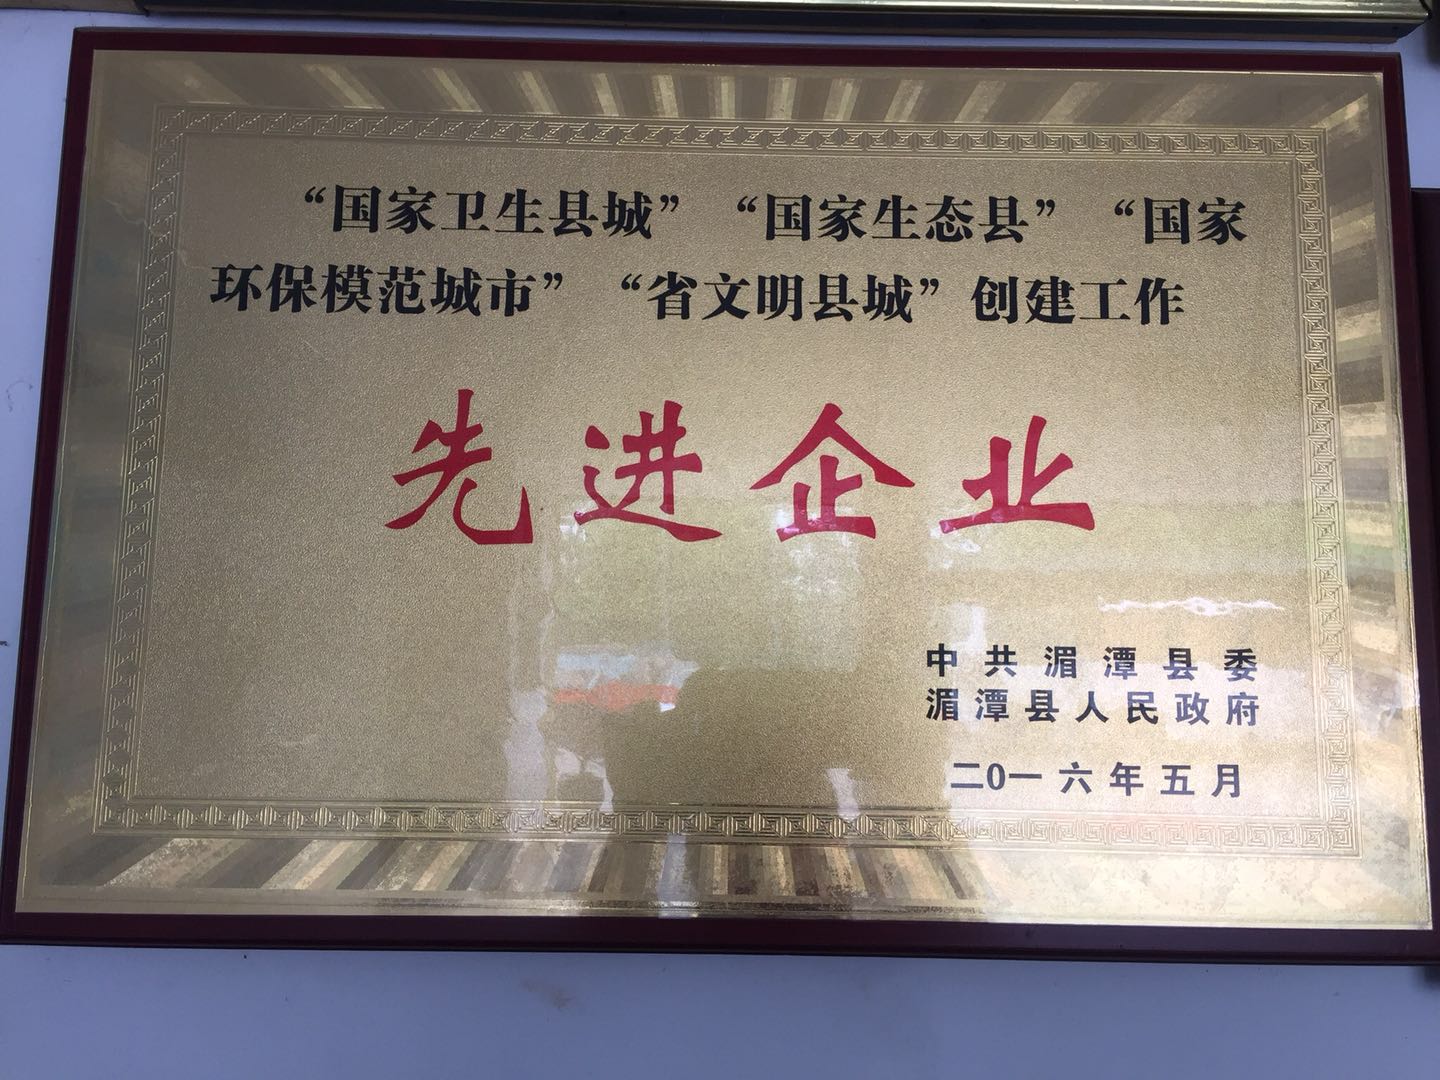 “国家卫生县城” “国家生态县” “国家
环保模范城市” “省文明县城”创建工作
先进企业
中共湄潭县委
湄潭县人民政府
二0一六年五月